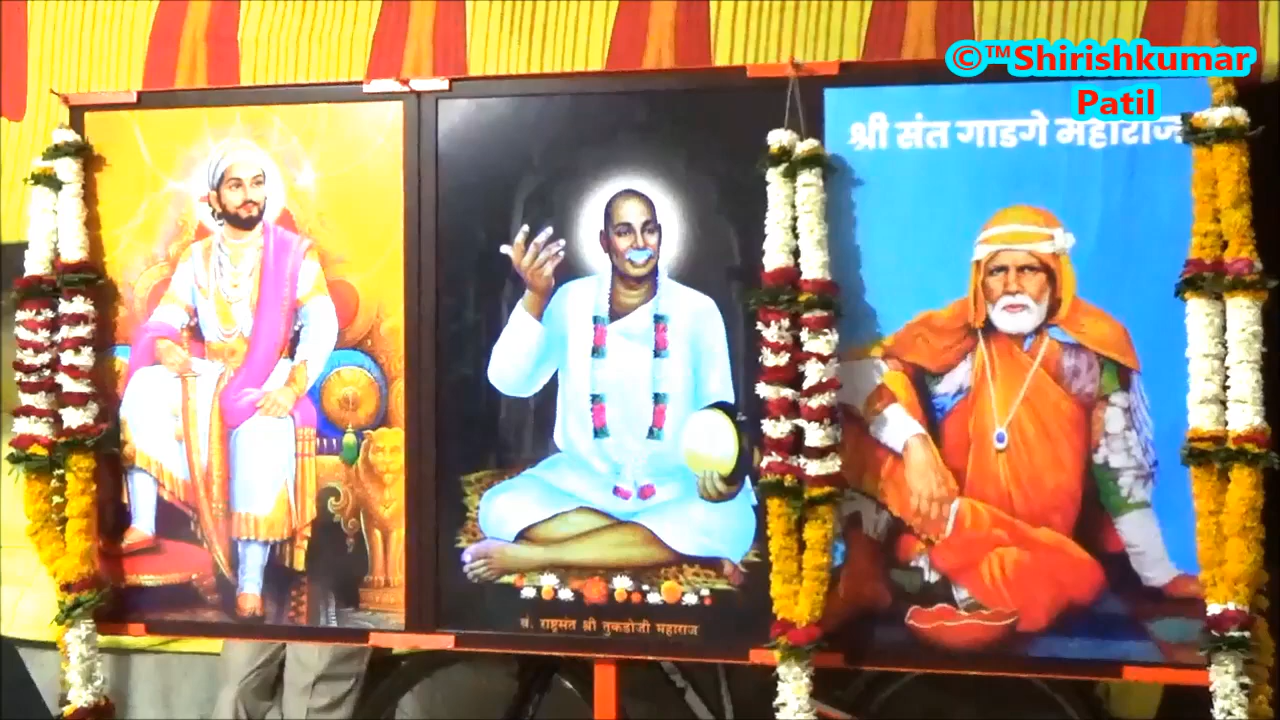 ©™Shirishkumar
Patil
श्री संत गाडगे महाराज
वं. राष्ट्रसंत श्री तुकडोजी महाराज